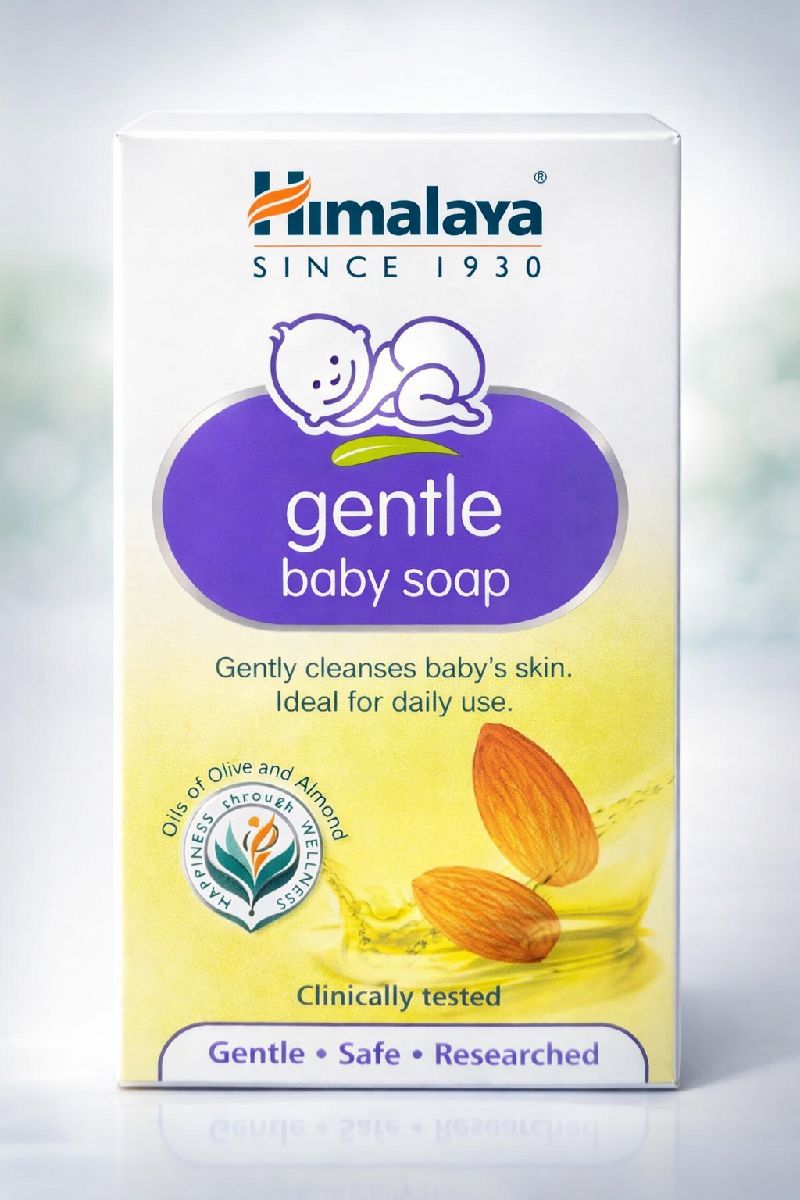 Himalaya®
SINCE 1930
gentle
baby soap
Gently cleanses baby's skin.
Ideal for daily use.
Oils of Olive and Almond
HAPPINESS through WELLNESS
Clinically tested
Gentle • Safe • Researched